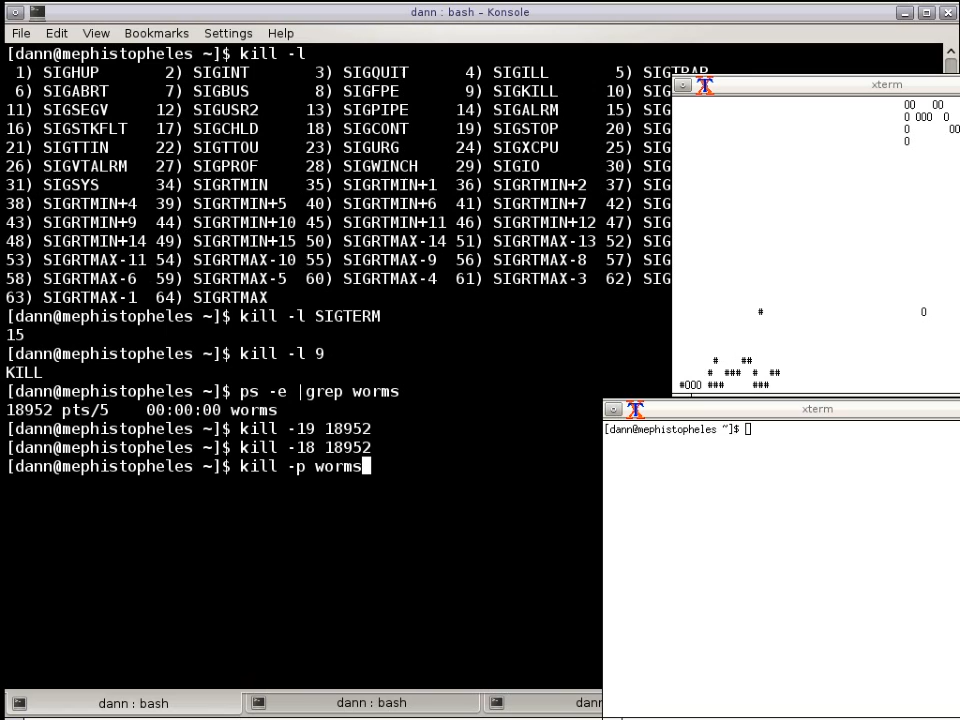 dann : bash - Konsole
File Edit View Bookmarks Settings Help
[dann@mephistopheles ~]$ kill -l
1) SIGHUP 2) SIGINT 3) SIGQUIT 4) SIGILL 5) SIGTRAP
6) SIGABRT 7) SIGBUS 8) SIGFPE 9) SIGKILL 10) SIG
11) SIGSEGV 12) SIGUSR2 13) SIGPIPE 14) SIGALRM 15) SIG
16) SIGSTKFLT 17) SIGCHLD 18) SIGCONT 19) SIGSTOP 20) SIG
21) SIGTTIN 22) SIGTTOU 23) SIGURG 24) SIGXCPU 25) SIG
26) SIGVTALRM 27) SIGPROF 28) SIGWINCH 29) SIGIO 30) SIG
31) SIGSYS 34) SIGRTMIN 35) SIGRTMIN+1 36) SIGRTMIN+2 37) SIG
38) SIGRTMIN+4 39) SIGRTMIN+5 40) SIGRTMIN+6 41) SIGRTMIN+7 42) SIG
43) SIGRTMIN+9 44) SIGRTMIN+10 45) SIGRTMIN+11 46) SIGRTMIN+12 47) SIG
48) SIGRTMIN+14 49) SIGRTMIN+15 50) SIGRTMAX-14 51) SIGRTMAX-13 52) SIG
53) SIGRTMAX-11 54) SIGRTMAX-10 55) SIGRTMAX-9 56) SIGRTMAX-8 57) SIG
58) SIGRTMAX-6 59) SIGRTMAX-5 60) SIGRTMAX-4 61) SIGRTMAX-3 62) SIG
63) SIGRTMAX-1 64) SIGRTMAX
[dann@mephistopheles ~]$ kill -l SIGTERM
15
[dann@mephistopheles ~]$ kill -l 9
KILL
[dann@mephistopheles ~]$ ps -e |grep worms
18952 pts/5 00:00:00 worms
[dann@mephistopheles ~]$ kill -19 18952
[dann@mephistopheles ~]$ kill -18 18952
[dann@mephistopheles ~]$ kill -p worms
xterm
OO OO
O OOO O
O OO
O
# O
# ##
# ### # ##
#OOO ### ###
xterm
[dann@mephistopheles ~]$
dann : bash
dann : bash
dann